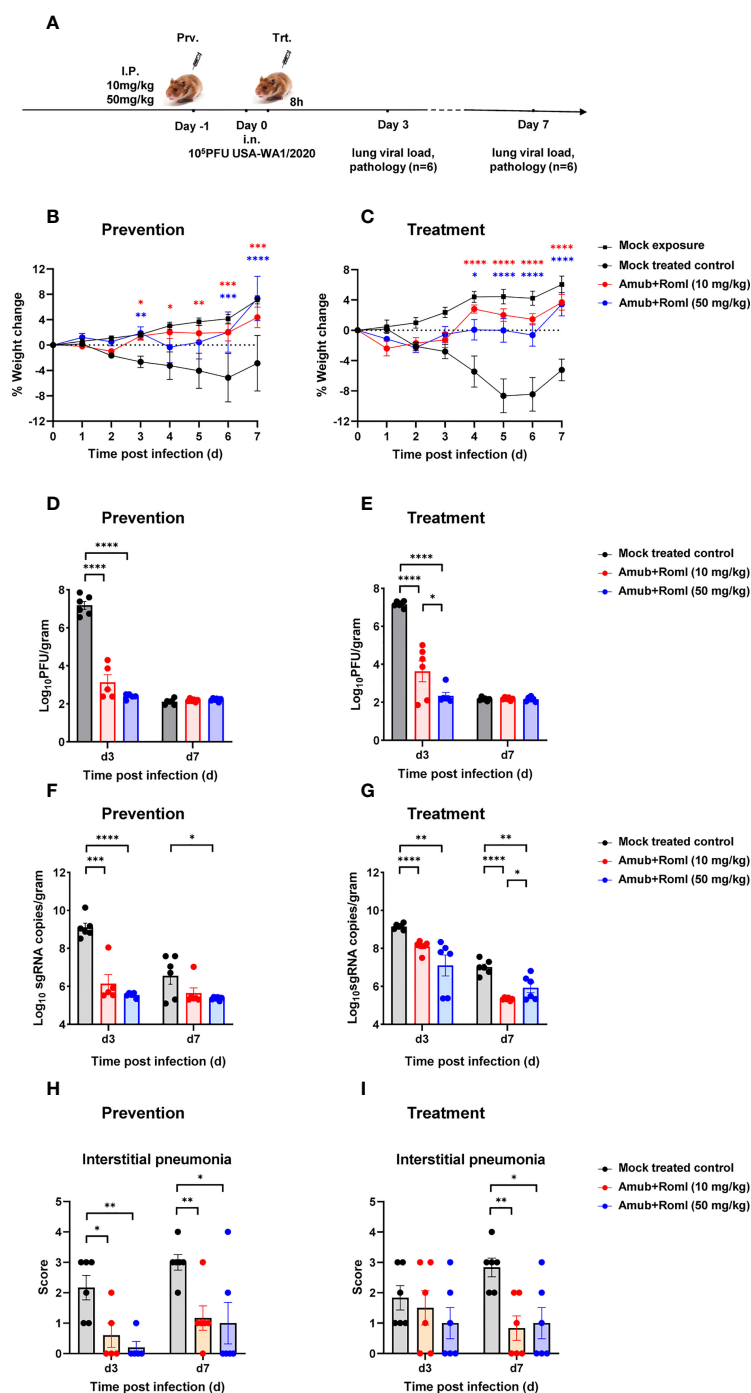 A
Prv.
Trt.
I.P.
10mg/kg
50mg/kg
8h
Day -1
Day 0
Day 3
Day 7
i.n.
10⁵PFU USA-WA1/2020
lung viral load,
pathology (n=6)
lung viral load,
pathology (n=6)
B
Prevention
% Weight change
12
8
4
0
-4
-8
-12
* ** * ** *** *** *** ****
0 1 2 3 4 5 6 7
Time post infection (d)
C
Treatment
% Weight change
12
8
4
0
-4
-8
-12
**** * **** **** **** **** **** ****
0 1 2 3 4 5 6 7
Time post infection (d)
Mock exposure
Mock treated control
Amub+Roml (10 mg/kg)
Amub+Roml (50 mg/kg)
D
Prevention
Log₁₀PFU/gram
8
6
4
2
0
****
****
d3 d7
Time post infection (d)
E
Treatment
Log₁₀PFU/gram
8
6
4
2
0
****
****
*
d3 d7
Time post infection (d)
Mock treated control
Amub+Roml (10 mg/kg)
Amub+Roml (50 mg/kg)
F
Prevention
Log₁₀ sgRNA copies/gram
12
10
8
6
4
****
***
*
d3 d7
Time post infection (d)
G
Treatment
Log₁₀sgRNA copies/gram
12
10
8
6
4
**
****
**
****
*
d3 d7
Time post infection (d)
Mock treated control
Amub+Roml (10 mg/kg)
Amub+Roml (50 mg/kg)
H
Prevention
Interstitial pneumonia
Score
5
4
3
2
1
0
**
*
*
**
d3 d7
Time post infection (d)
I
Treatment
Interstitial pneumonia
Score
5
4
3
2
1
0
*
**
d3 d7
Time post infection (d)
Mock treated control
Amub+Roml (10 mg/kg)
Amub+Roml (50 mg/kg)